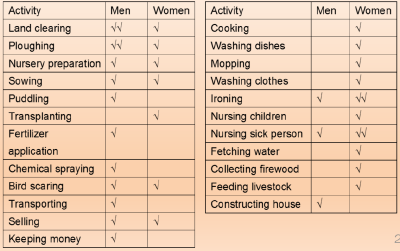 Activity Men Women
Land clearing √√ √
Ploughing √√ √
Nursery preparation √ √
Sowing √ √
Puddling √
Transplanting √
Fertilizer √
application
Chemical spraying √
Bird scaring √ √
Transporting √
Selling √ √
Keeping money √
Activity Men Women
Cooking √
Washing dishes √
Mopping √
Washing clothes √
Ironing √ √√
Nursing children √
Nursing sick person √ √√
Fetching water √
Collecting firewood √
Feeding livestock √
Constructing house √
2